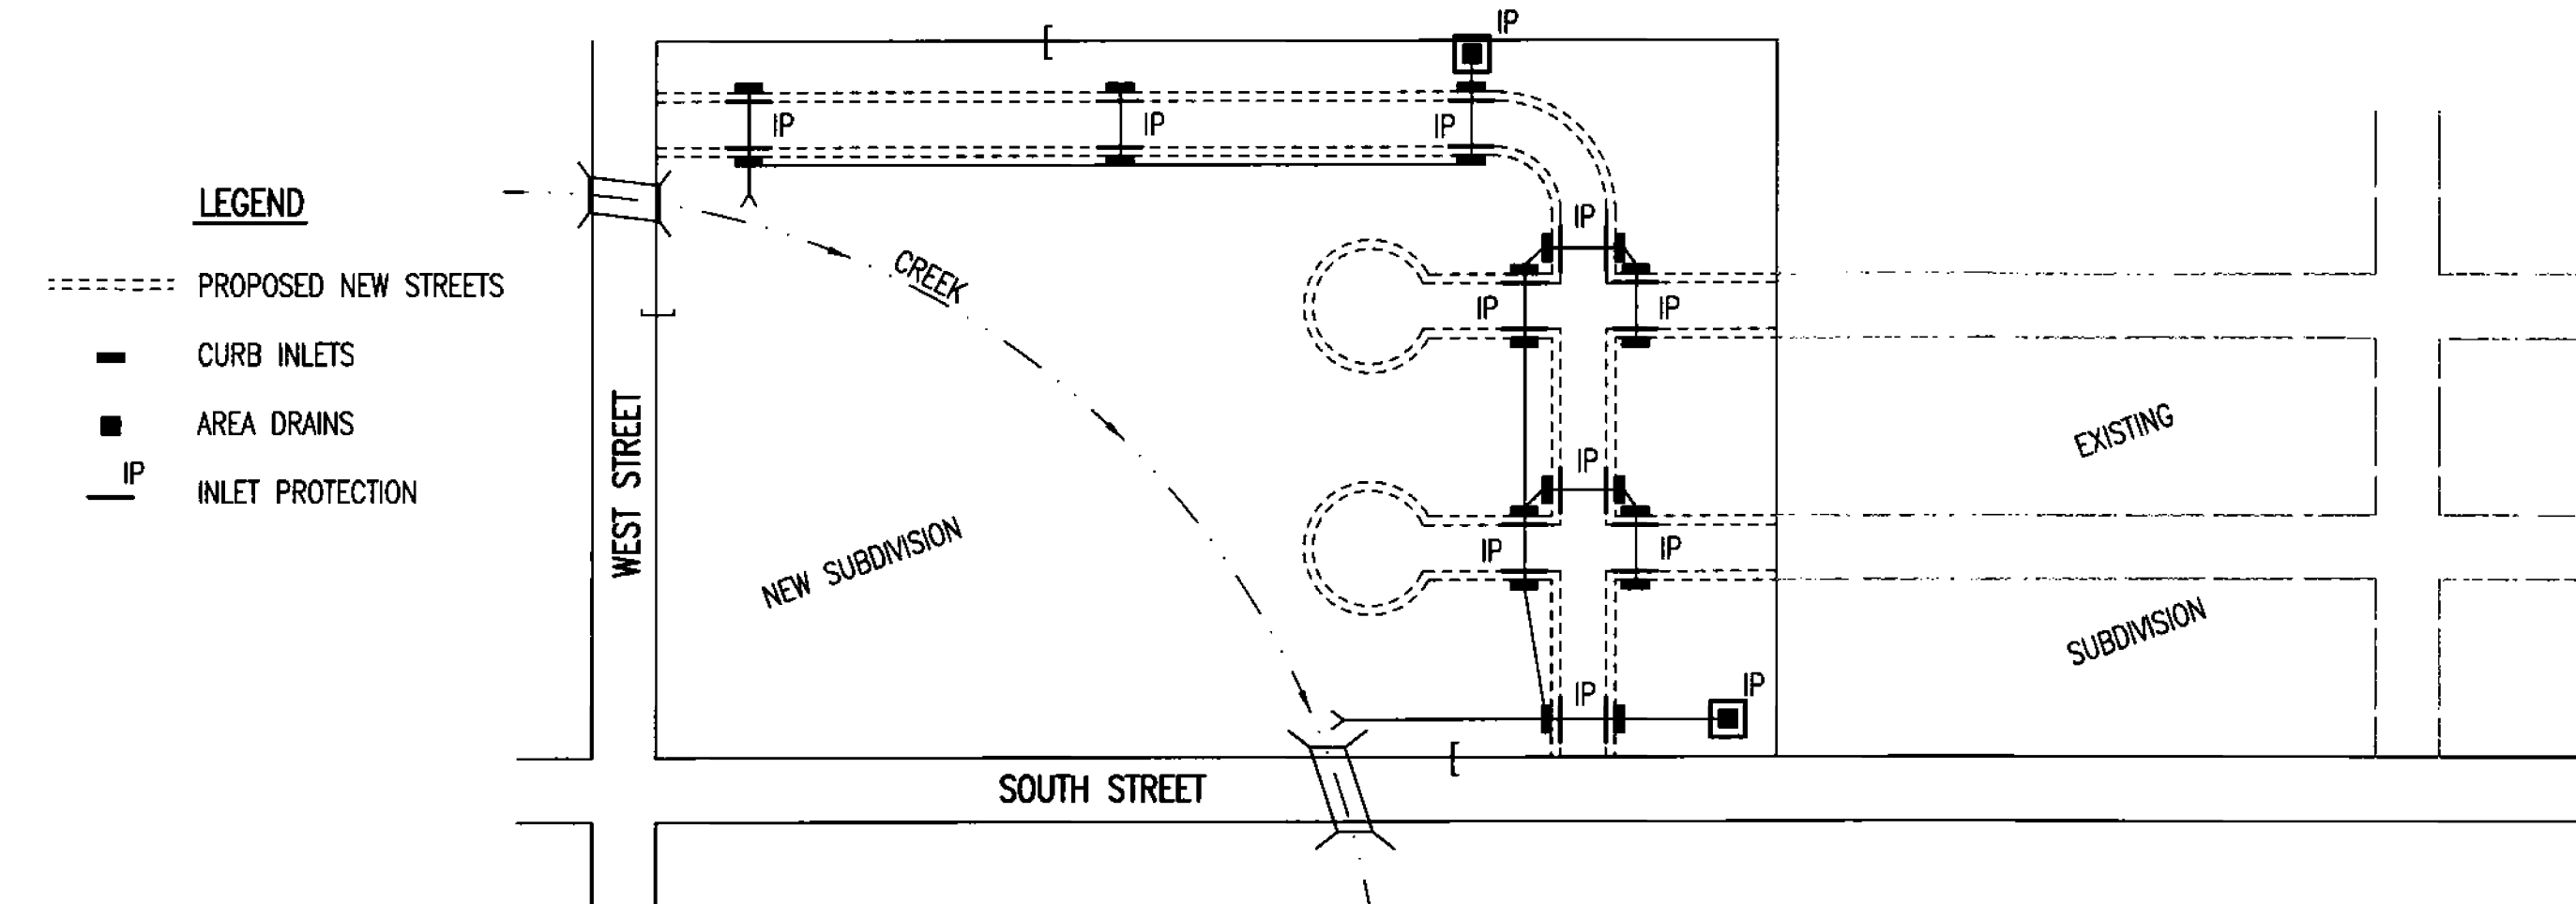 IP
IP
IP
IP
LEGEND
PROPOSED NEW STREETS
CURB INLETS
AREA DRAINS
IP
INLET PROTECTION
WEST STREET
CREEK
NEW SUBDIVISION
IP
IP
IP
IP
IP
IP
IP
IP
EXISTING
SUBDIVISION
SOUTH STREET